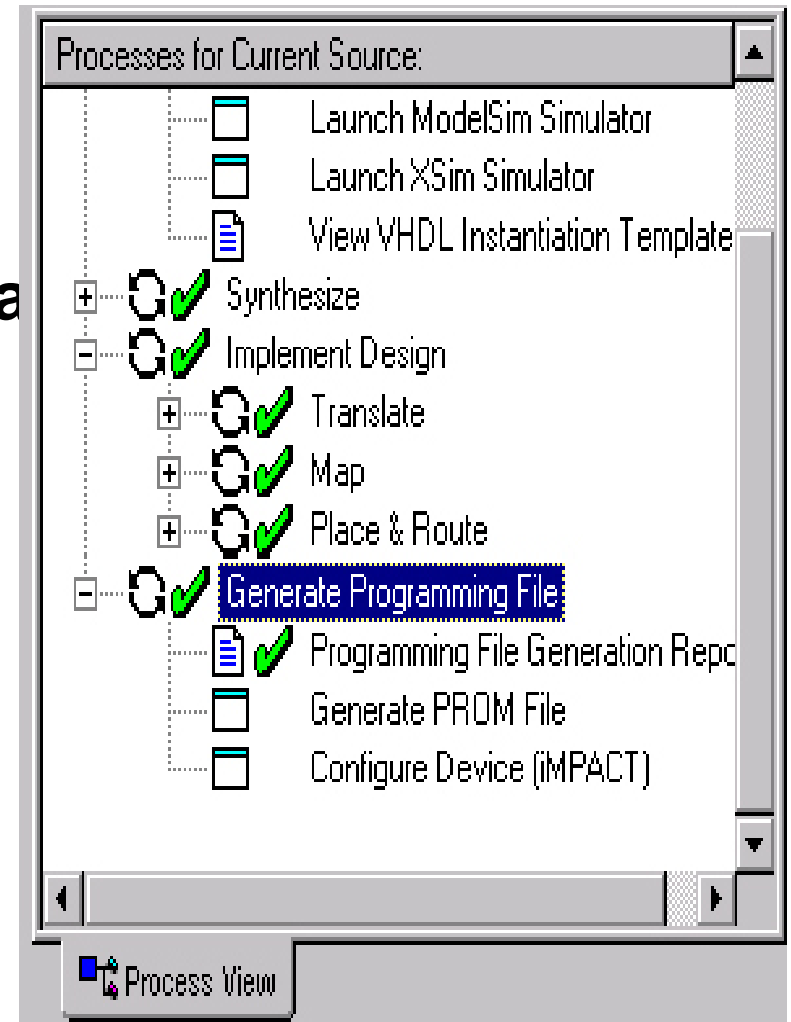 Processes for Current Source:
Launch ModelSim Simulator
Launch XSim Simulator
View VHDL Instantiation Template
a
Synthesize
Implement Design
Translate
Map
Place & Route
Generate Programming File
Programming File Generation Repo
Generate PROM File
Configure Device (iMPACT)
Process View